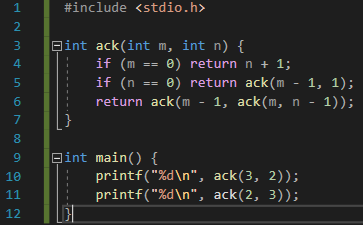 1 #include <stdio.h>
2
3 int ack(int m, int n) {
4 if (m == 0) return n + 1;
5 if (n == 0) return ack(m - 1, 1);
6 return ack(m - 1, ack(m, n - 1));
7 }
8
9 int main() {
10 printf("%d\n", ack(3, 2));
11 printf("%d\n", ack(2, 3));
12 }